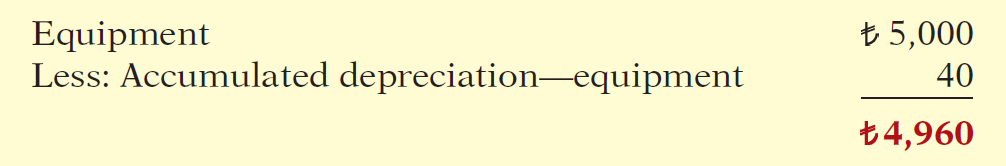 Equipment ₺ 5,000
Less: Accumulated depreciation—equipment 40
₺4,960